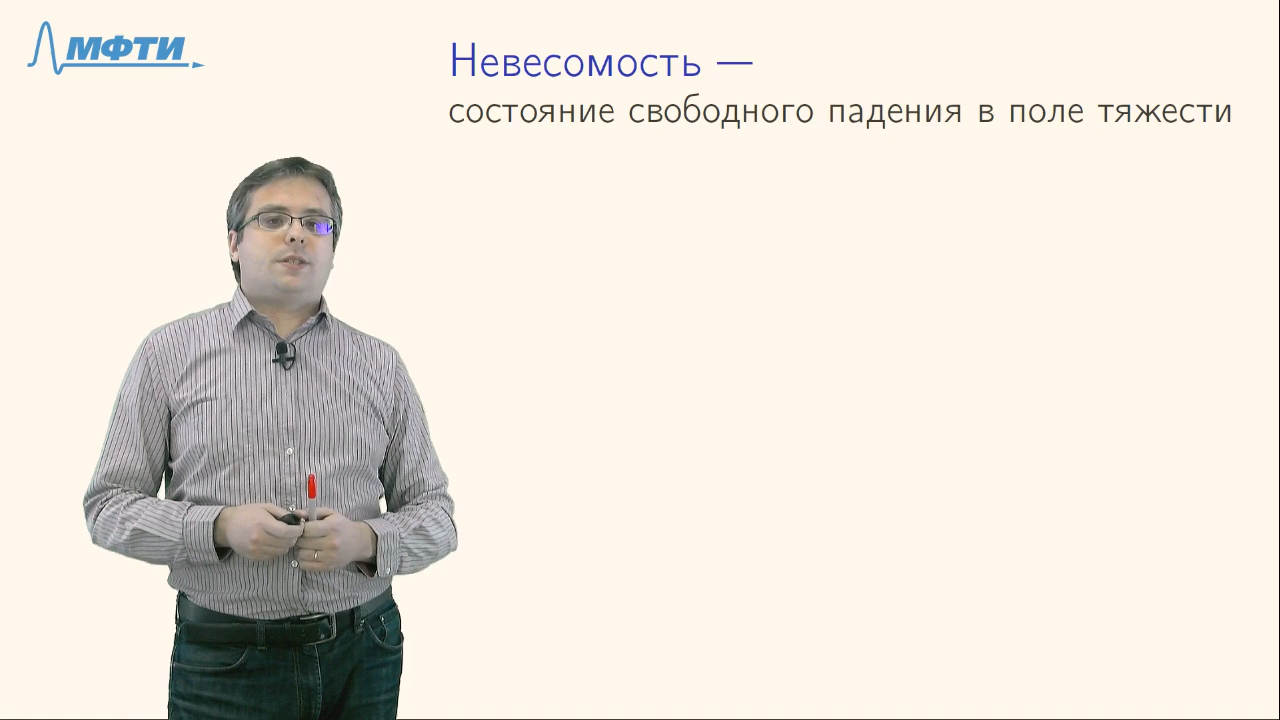 МФТИ
Невесомость —
состояние свободного падения в поле тяжести